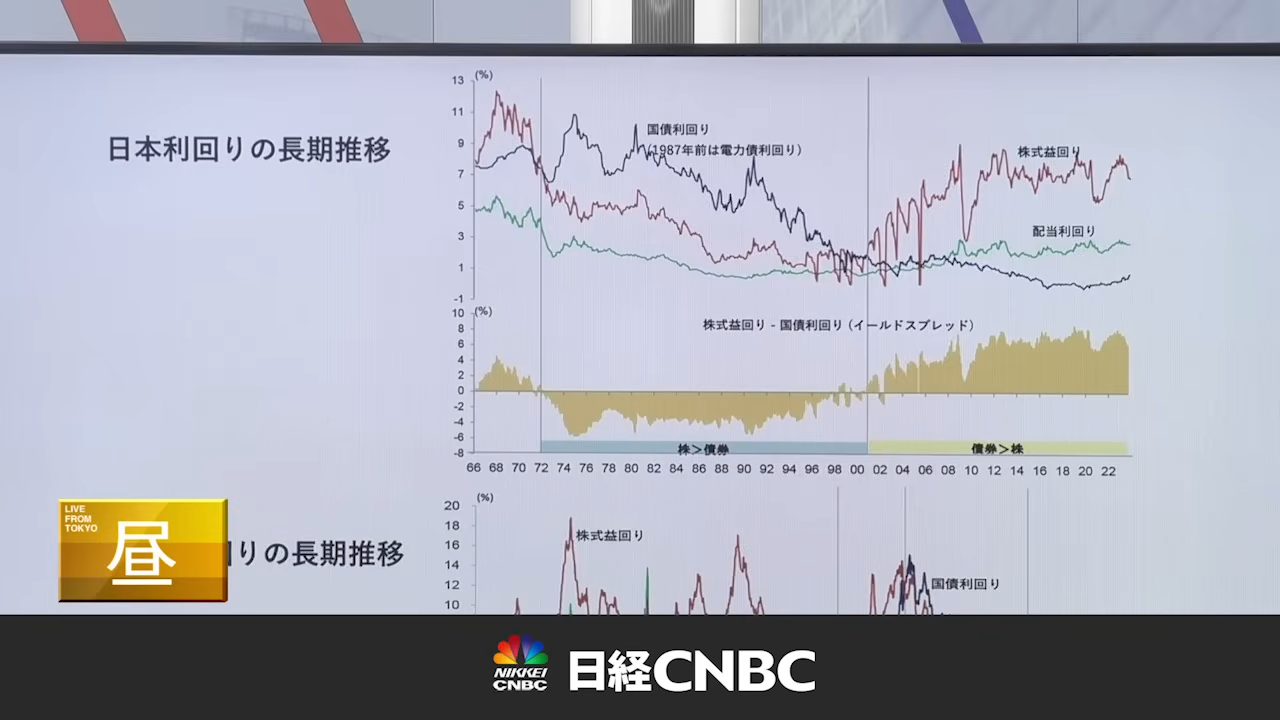 日本利回りの長期推移
(%)
13
11
9
7
5
3
1
-1
国債利回り
(1987年前は電力債利回り)
株式益回り
配当利回り
(%)
10
8
6
4
2
0
-2
-4
-6
-8
株式益回り - 国債利回り (イールドスプレッド)
株>債券
債券>株
66 68 70 72 74 76 78 80 82 84 86 88 90 92 94 96 98 00 02 04 06 08 10 12 14 16 18 20 22
回りの長期推移
(%)
20
18
16
14
12
10
株式益回り
国債利回り
LIVE
FROM
TOKYO
昼
NIKKEI
CNBC
日経CNBC